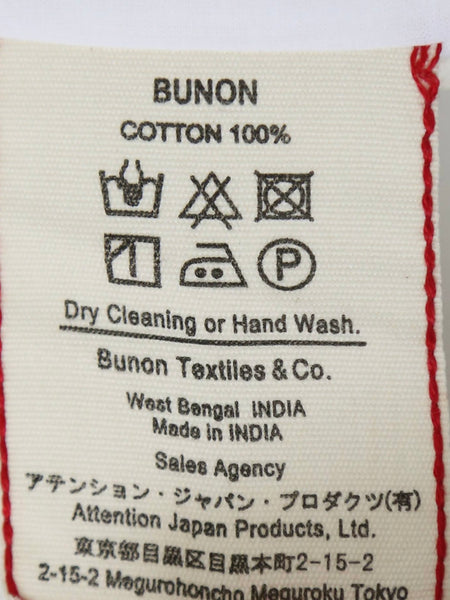 BUNON
COTTON 100%
P
Dry Cleaning or Hand Wash.
Bunon Textiles & Co.
West Bengal INDIA
Made in INDIA
Sales Agency
アテンション・ジャパン・プロダクツ(有)
Attention Japan Products, Ltd.
東京都目黒区目黒本町2-15-2
2-15-2 Megurohoncho Meguroku Tokyo